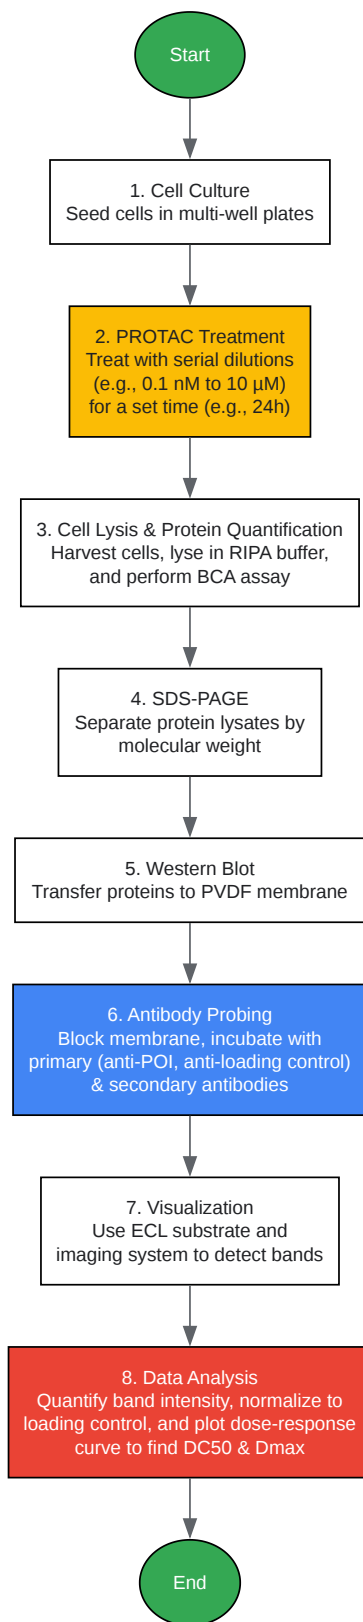 Start
1. Cell Culture
Seed cells in multi-well plates
2. PROTAC Treatment
Treat with serial dilutions
(e.g., 0.1 nM to 10 µM)
for a set time (e.g., 24h)
3. Cell Lysis & Protein Quantification
Harvest cells, lyse in RIPA buffer,
and perform BCA assay
4. SDS-PAGE
Separate protein lysates by
molecular weight
5. Western Blot
Transfer proteins to PVDF membrane
6. Antibody Probing
Block membrane, incubate with
primary (anti-POI, anti-loading control)
& secondary antibodies
7. Visualization
Use ECL substrate and
imaging system to detect bands
8. Data Analysis
Quantify band intensity, normalize to
loading control, and plot dose-response
curve to find DC50 & Dmax
End